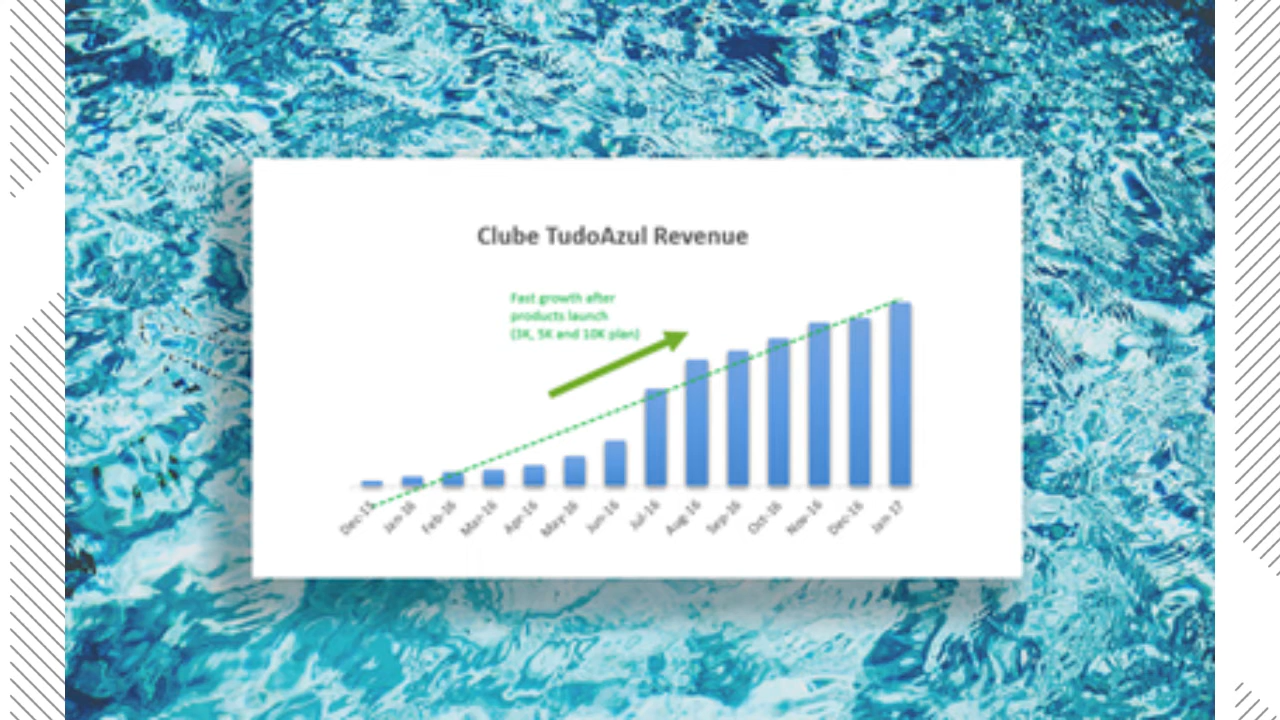 Clube TudoAzul Revenue
Fast growth after
products launch
(3K, 5K and 10K plan)
Dec-15
Jan-16
Feb-16
Mar-16
Apr-16
May-16
Jun-16
Jul-16
Aug-16
Sep-16
Oct-16
Nov-16
Dec-16
Jan-17